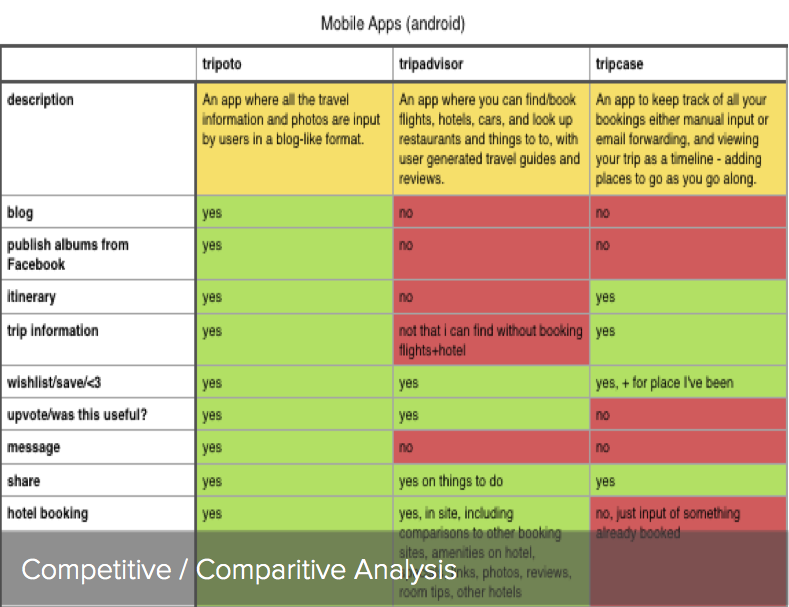 Mobile Apps (android)
tripoto tripadvisor tripcase
description
An app where all the travel
information and photos are input
by users in a blog-like format.
An app where you can find/book
flights, hotels, cars, and look up
restaurants and things to to, with
user generated travel guides and
reviews.
An app to keep track of all your
bookings either manual input or
email forwarding, and viewing
your trip as a timeline - adding
places to go as you go along.
blog yes no no
publish albums from
Facebook
yes no no
itinerary yes no yes
trip information yes
not that i can find without booking
flights+hotel
yes
wishlist/save/<3 yes yes yes, + for place I've been
upvote/was this useful? yes yes no
message yes no no
share yes yes on things to do yes
hotel booking yes
yes, in site, including
comparisons to other booking
sites, amenities on hotel,
photos, reviews,
room tips, other hotels
no, just input of something
already booked
Competitive / Comparitive Analysis